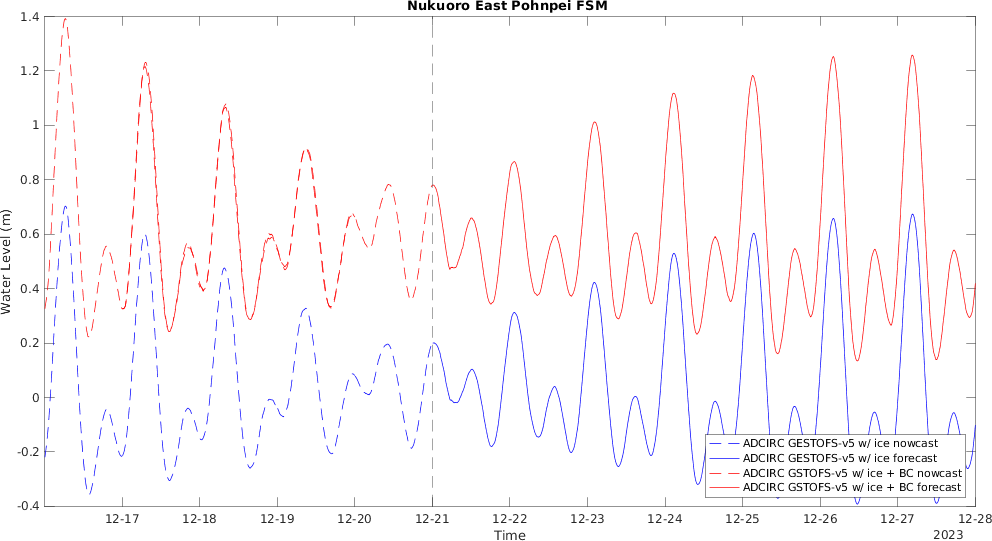 Nukuoro East Pohnpei FSM
1.4
1.2
1
0.8
0.6
0.4
0.2
0
-0.2
-0.4
Water Level (m)
ADCIRC GESTOFS-v5 w/ ice nowcast
ADCIRC GESTOFS-v5 w/ ice forecast
ADCIRC GSTOFS-v5 w/ ice + BC nowcast
ADCIRC GSTOFS-v5 w/ ice + BC forecast
12-17 12-18 12-19 12-20 12-21 12-22 12-23 12-24 12-25 12-26 12-27 12-28
Time
2023